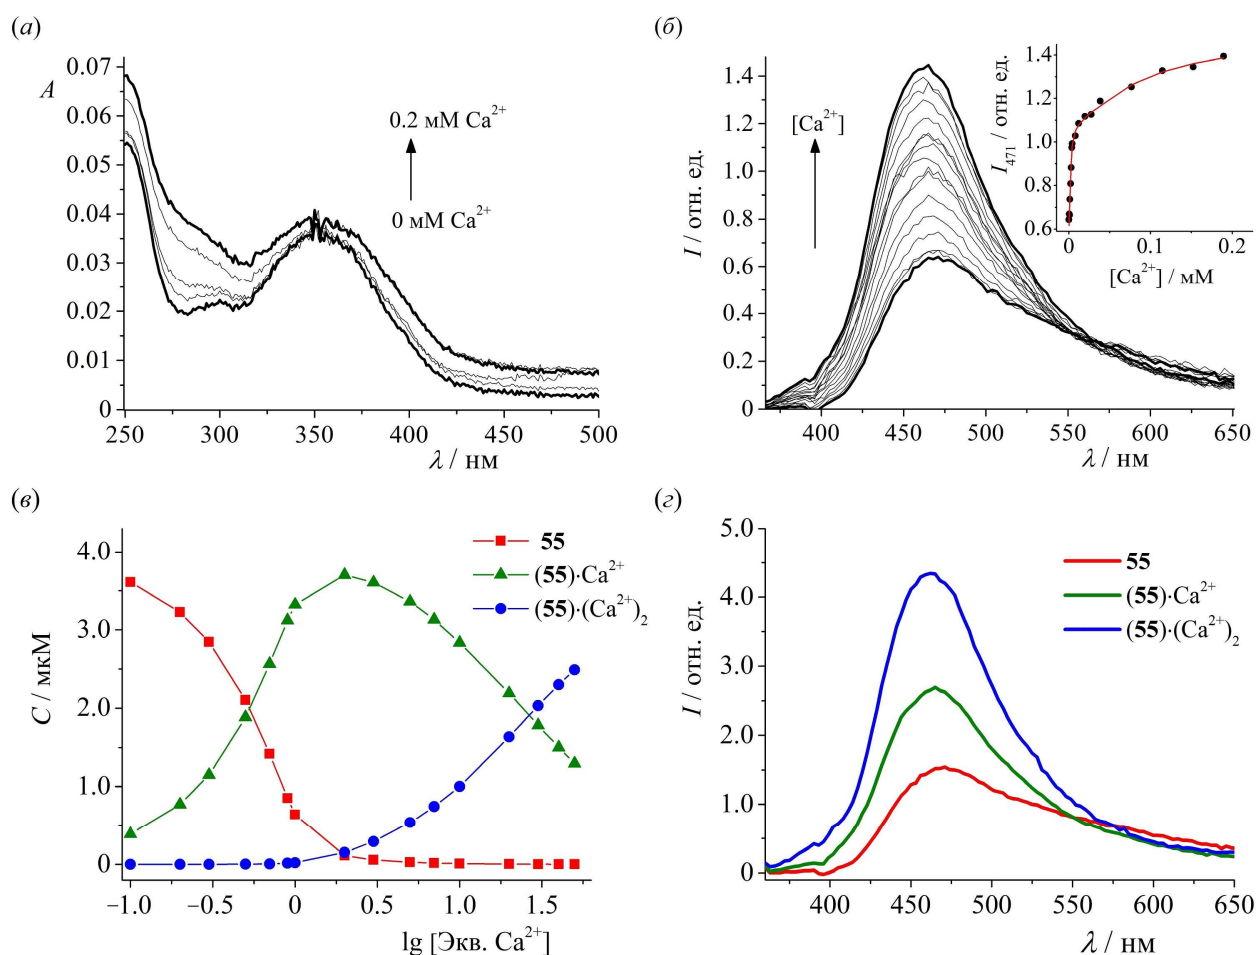 (а)
A
0.07
0.06
0.05
0.04
0.03
0.02
0.01
0
250
300
350
400
450
500
λ / нм
0.2 мМ Ca²⁺
0 мМ Ca²⁺
(б)
I / отн. ед.
1.4
1.2
1.0
0.8
0.6
0.4
0.2
0
400
450
500
550
600
650
λ / нм
[Ca²⁺]
I₄₇₁ / отн. ед.
1.4
1.2
1.0
0.8
0.6
0
0.1
0.2
[Ca²⁺] / мМ
(в)
C / мкМ
4.0
3.0
2.0
1.0
0
−1.0
−0.5
0
0.5
1.0
1.5
lg [Экв. Ca²⁺]
55
(55)·Ca²⁺
(55)·(Ca²⁺)₂
(г)
I / отн. ед.
5.0
4.0
3.0
2.0
1.0
0
400
450
500
550
600
650
λ / нм
55
(55)·Ca²⁺
(55)·(Ca²⁺)₂